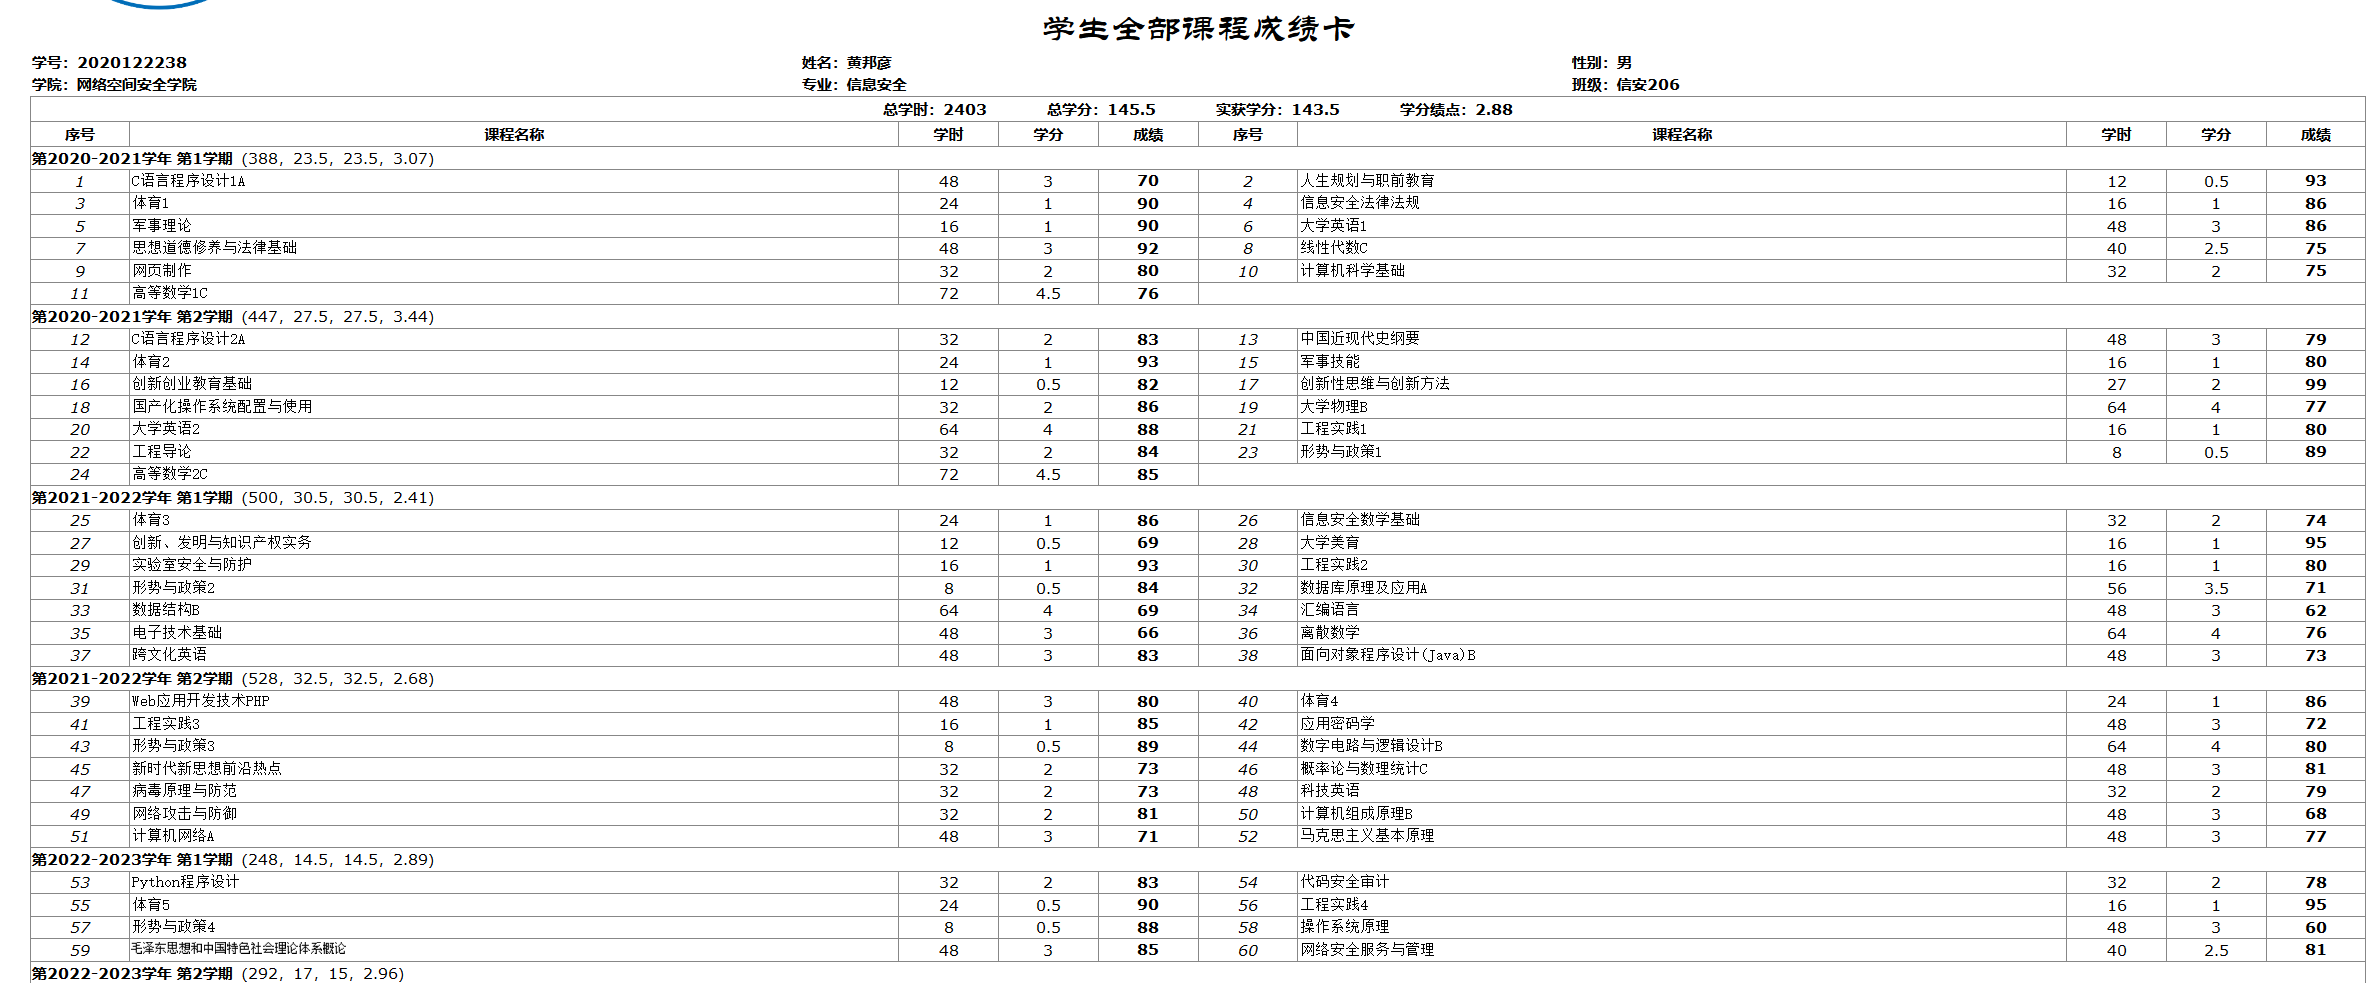 学生全部课程成绩卡
学号：2020122238 姓名：黄邦彦 性别：男
学院：网络空间安全学院 专业：信息安全 班级：信安206
总学时：2403 总学分：145.5 实获学分：143.5 学分绩点：2.88
序号 课程名称 学时 学分 成绩 序号 课程名称 学时 学分 成绩
第2020-2021学年 第1学期 (388, 23.5, 23.5, 3.07)
1 C语言程序设计1A 48 3 70 2 人生规划与职前教育 12 0.5 93
3 体育1 24 1 90 4 信息安全法律法规 16 1 86
5 军事理论 16 1 90 6 大学英语1 48 3 86
7 思想道德修养与法律基础 48 3 92 8 线性代数C 40 2.5 75
9 网页制作 32 2 80 10 计算机科学基础 32 2 75
11 高等数学1C 72 4.5 76
第2020-2021学年 第2学期 (447, 27.5, 27.5, 3.44)
12 C语言程序设计2A 32 2 83 13 中国近现代史纲要 48 3 79
14 体育2 24 1 93 15 军事技能 16 1 80
16 创新创业教育基础 12 0.5 82 17 创新性思维与创新方法 27 2 99
18 国产化操作系统配置与使用 32 2 86 19 大学物理B 64 4 77
20 大学英语2 64 4 88 21 工程实践1 16 1 80
22 工程导论 32 2 84 23 形势与政策1 8 0.5 89
24 高等数学2C 72 4.5 85
第2021-2022学年 第1学期 (500, 30.5, 30.5, 2.41)
25 体育3 24 1 86 26 信息安全数学基础 32 2 74
27 创新、发明与知识产权实务 12 0.5 69 28 大学美育 16 1 95
29 实验室安全与防护 16 1 93 30 工程实践2 16 1 80
31 形势与政策2 8 0.5 84 32 数据库原理及应用A 56 3.5 71
33 数据结构B 64 4 69 34 汇编语言 48 3 62
35 电子技术基础 48 3 66 36 离散数学 64 4 76
37 跨文化英语 48 3 83 38 面向对象程序设计(Java)B 48 3 73
第2021-2022学年 第2学期 (528, 32.5, 32.5, 2.68)
39 Web应用开发技术PHP 48 3 80 40 体育4 24 1 86
41 工程实践3 16 1 85 42 应用密码学 48 3 72
43 形势与政策3 8 0.5 89 44 数字电路与逻辑设计B 64 4 80
45 新时代新思想前沿热点 32 2 73 46 概率论与数理统计C 48 3 81
47 病毒原理与防范 32 2 73 48 科技英语 32 2 79
49 网络攻击与防御 32 2 81 50 计算机组成原理B 48 3 68
51 计算机网络A 48 3 71 52 马克思主义基本原理 48 3 77
第2022-2023学年 第1学期 (248, 14.5, 14.5, 2.89)
53 Python程序设计 32 2 83 54 代码安全审计 32 2 78
55 体育5 24 0.5 90 56 工程实践4 16 1 95
57 形势与政策4 8 0.5 88 58 操作系统原理 48 3 60
59 毛泽东思想和中国特色社会理论体系概论 48 3 85 60 网络安全服务与管理 40 2.5 81
第2022-2023学年 第2学期 (292, 17, 15, 2.96)